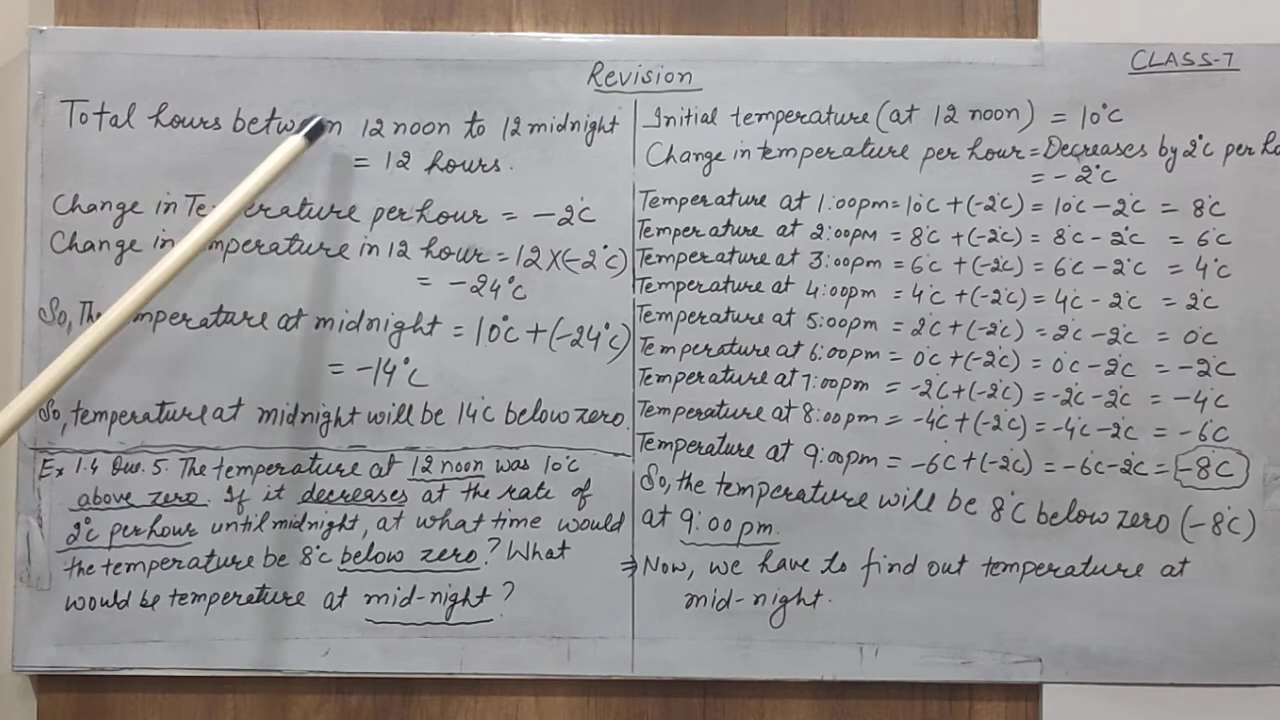 CLASS-7
Revision
Total hours between 12 noon to 12 midnight
= 12 hours.
Change in Temperature per hour = -2°C
Change in temperature in 12 hour = 12×(-2°C)
= -24°C
So, The temperature at midnight = 10°C + (-24°C)
= -14°C
So, temperature at midnight will be 14°C below zero.
Ex 1.4 Que. 5. The temperature at 12 noon was 10°C
above zero. If it decreases at the rate of
2°C per hour until midnight, at what time would
the temperature be 8°C below zero? What
would be temperature at mid-night?
Initial temperature (at 12 noon) = 10°C
Change in temperature per hour = Decreases by 2°C per
= -2°C
Temperature at 1:00pm = 10°C + (-2°C) = 10°C - 2°C = 8°C
Temperature at 2:00pm = 8°C + (-2°C) = 8°C - 2°C = 6°C
Temperature at 3:00pm = 6°C + (-2°C) = 6°C - 2°C = 4°C
Temperature at 4:00pm = 4°C + (-2°C) = 4°C - 2°C = 2°C
Temperature at 5:00pm = 2°C + (-2°C) = 2°C - 2°C = 0°C
Temperature at 6:00pm = 0°C + (-2°C) = 0°C - 2°C = -2°C
Temperature at 7:00pm = -2°C + (-2°C) = -2°C - 2°C = -4°C
Temperature at 8:00pm = -4°C + (-2°C) = -4°C - 2°C = -6°C
Temperature at 9:00pm = -6°C + (-2°C) = -6°C - 2°C = -8°C
So, the temperature will be 8°C below zero (-8°C)
at 9:00 pm.
⇒ Now, we have to find out temperature at
mid-night.